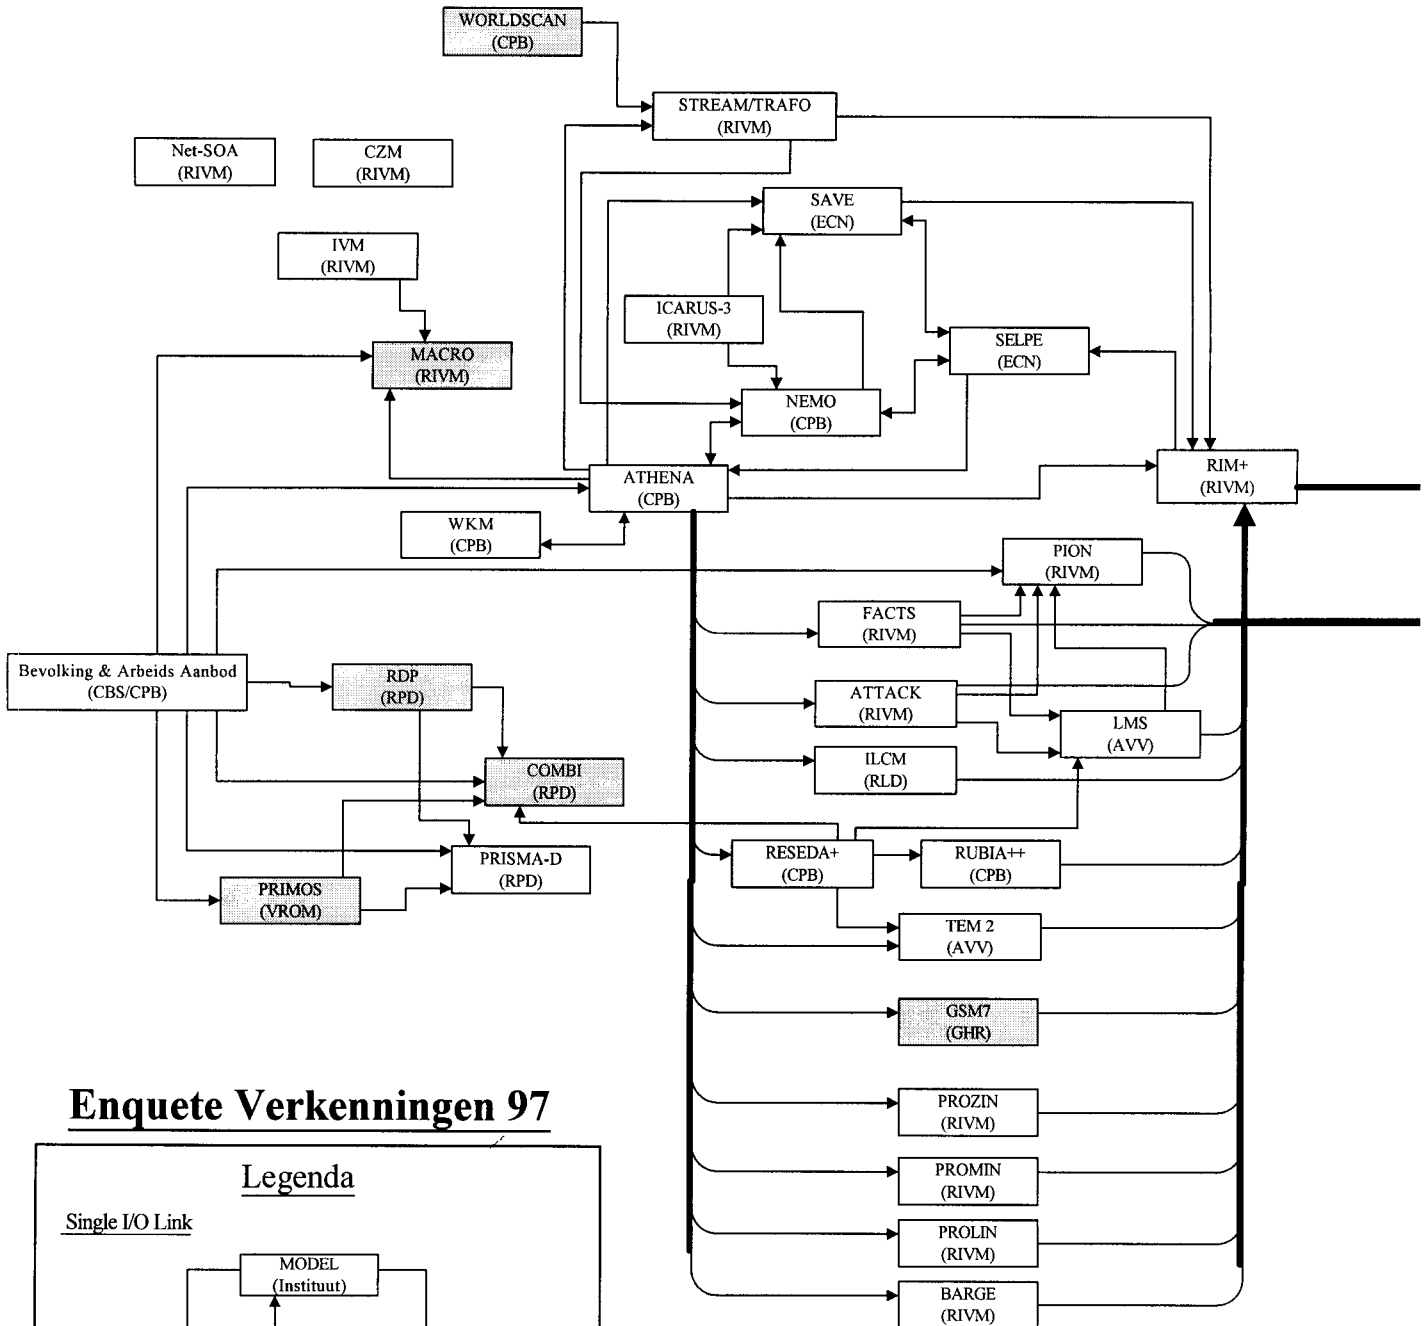 WORLDSCAN
(CPB)
STREAM/TRAFO
(RIVM)
Net-SOA
(RIVM)
CZM
(RIVM)
SAVE
(ECN)
IVM
(RIVM)
ICARUS-3
(RIVM)
SELPE
(ECN)
MACRO
(RIVM)
NEMO
(CPB)
ATHENA
(CPB)
RIM+
(RIVM)
WKM
(CPB)
PION
(RIVM)
FACTS
(RIVM)
Bevolking & Arbeids Aanbod
(CBS/CPB)
RDP
(RPD)
ATTACK
(RIVM)
LMS
(AVV)
ILCM
(RLD)
COMBI
(RPD)
RESEDA+
(CPB)
RUBIA++
(CPB)
PRISMA-D
(RPD)
PRIMOS
(VROM)
TEM 2
(AVV)
GSM7
(GHR)
PROZIN
(RIVM)
PROMIN
(RIVM)
PROLIN
(RIVM)
BARGE
(RIVM)
Enquete Verkenningen 97
Legenda
Single I/O Link
MODEL
(Instituut)